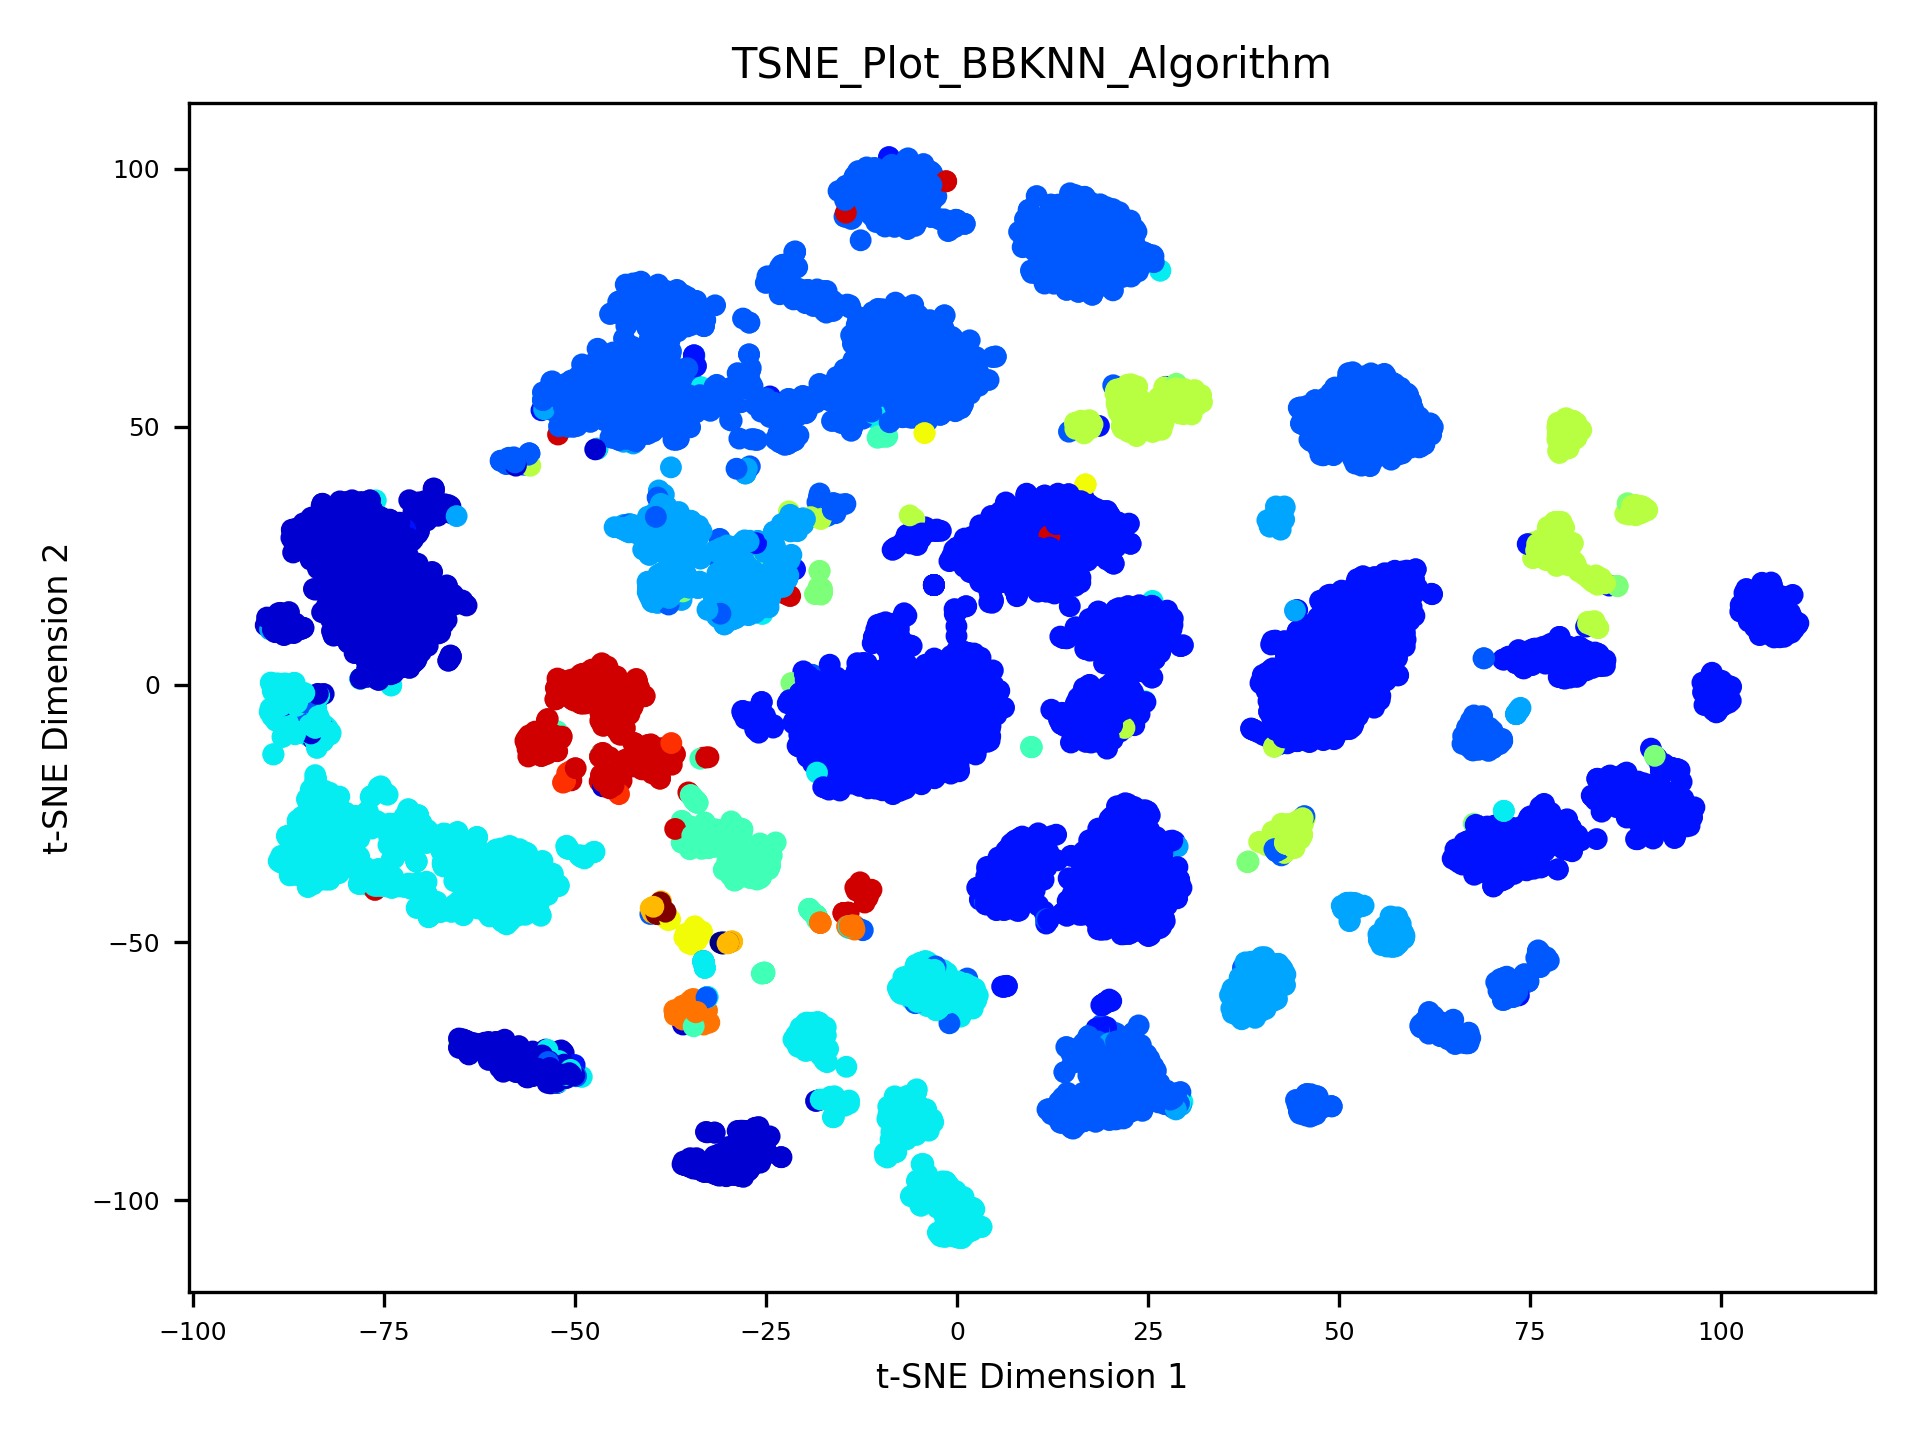 TSNE_Plot_BBKNN_Algorithm
100
50
0
−50
−100
t-SNE Dimension 2
−100 −75 −50 −25 0 25 50 75 100
t-SNE Dimension 1